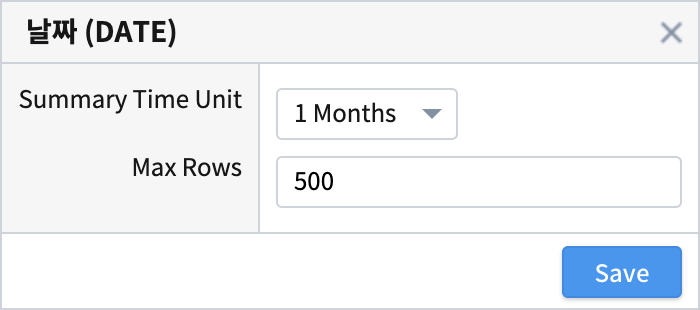 날짜 (DATE)
Summary Time Unit
1 Months
Max Rows
500
Save